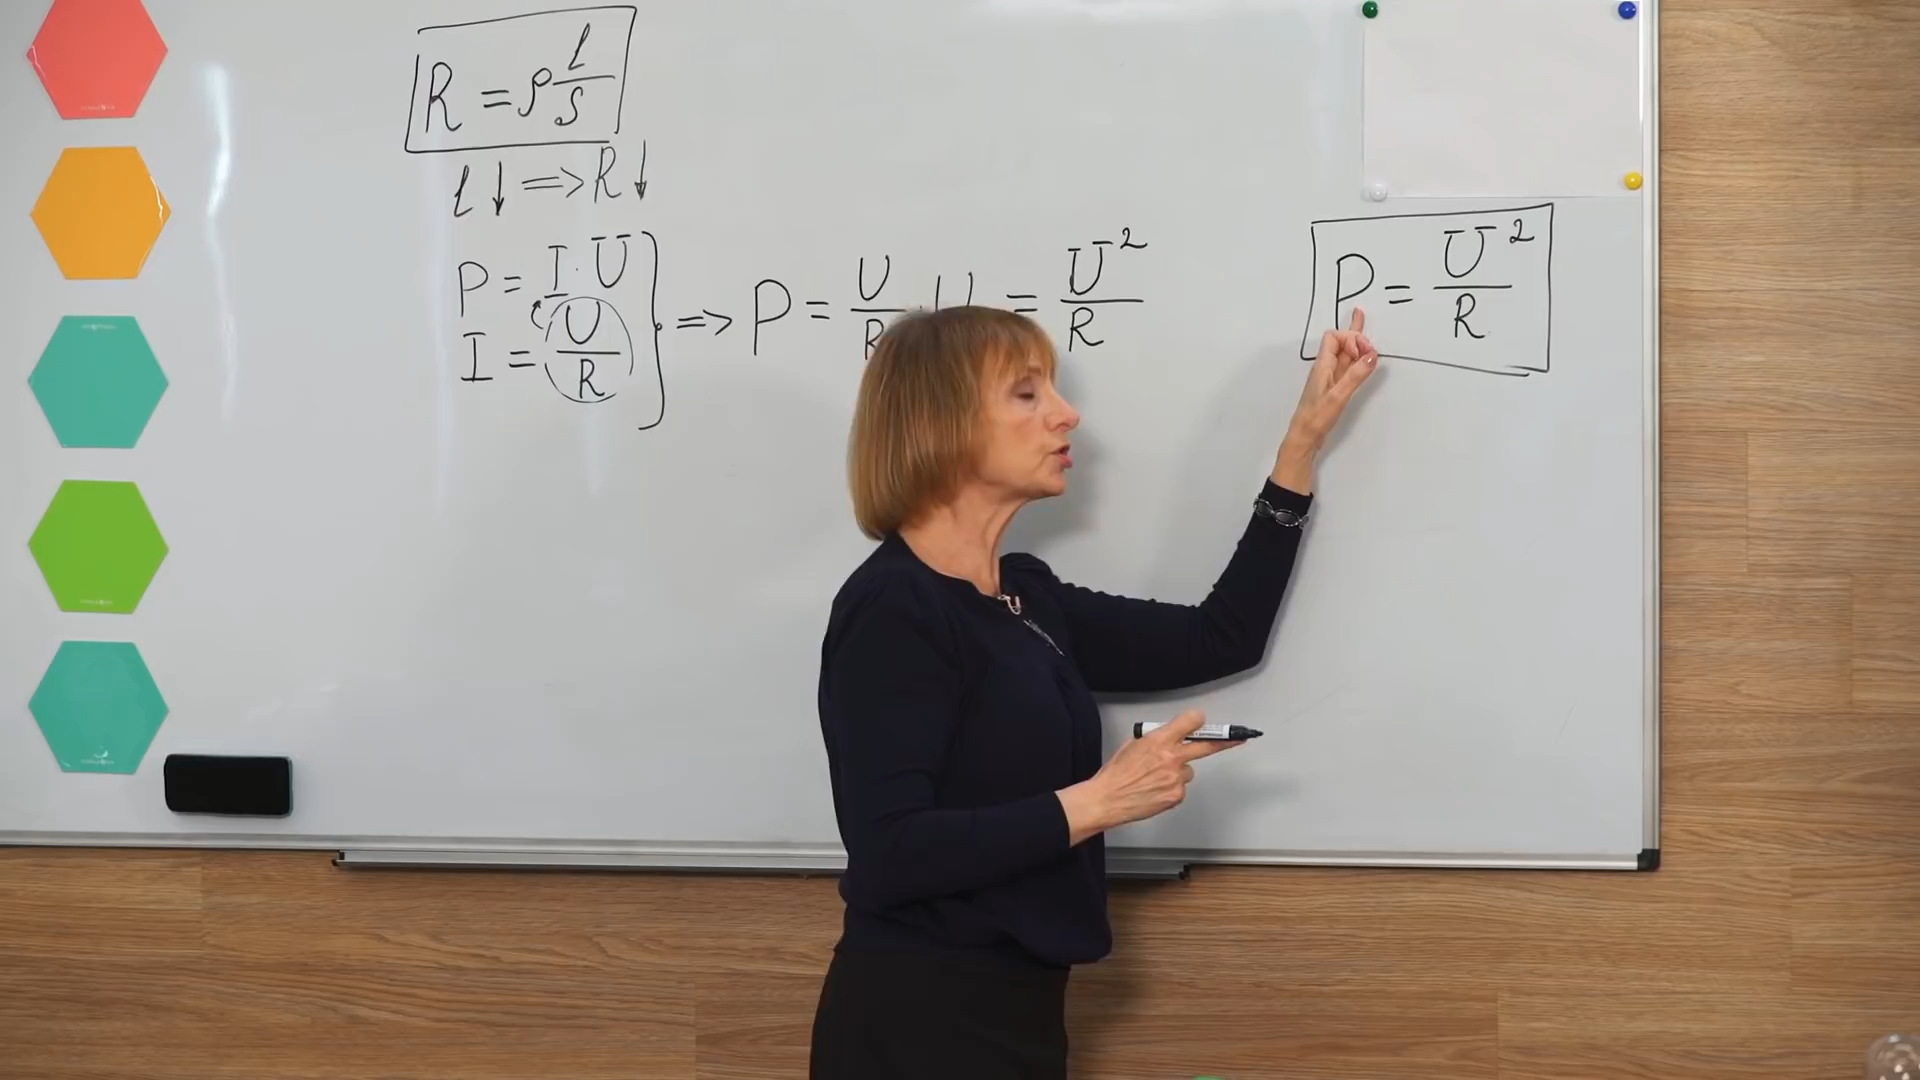 R = ρ l/S
l↓ => R↓
P = I · U
I = U/R
} => P = U/R · U = U²/R
P = U²/R